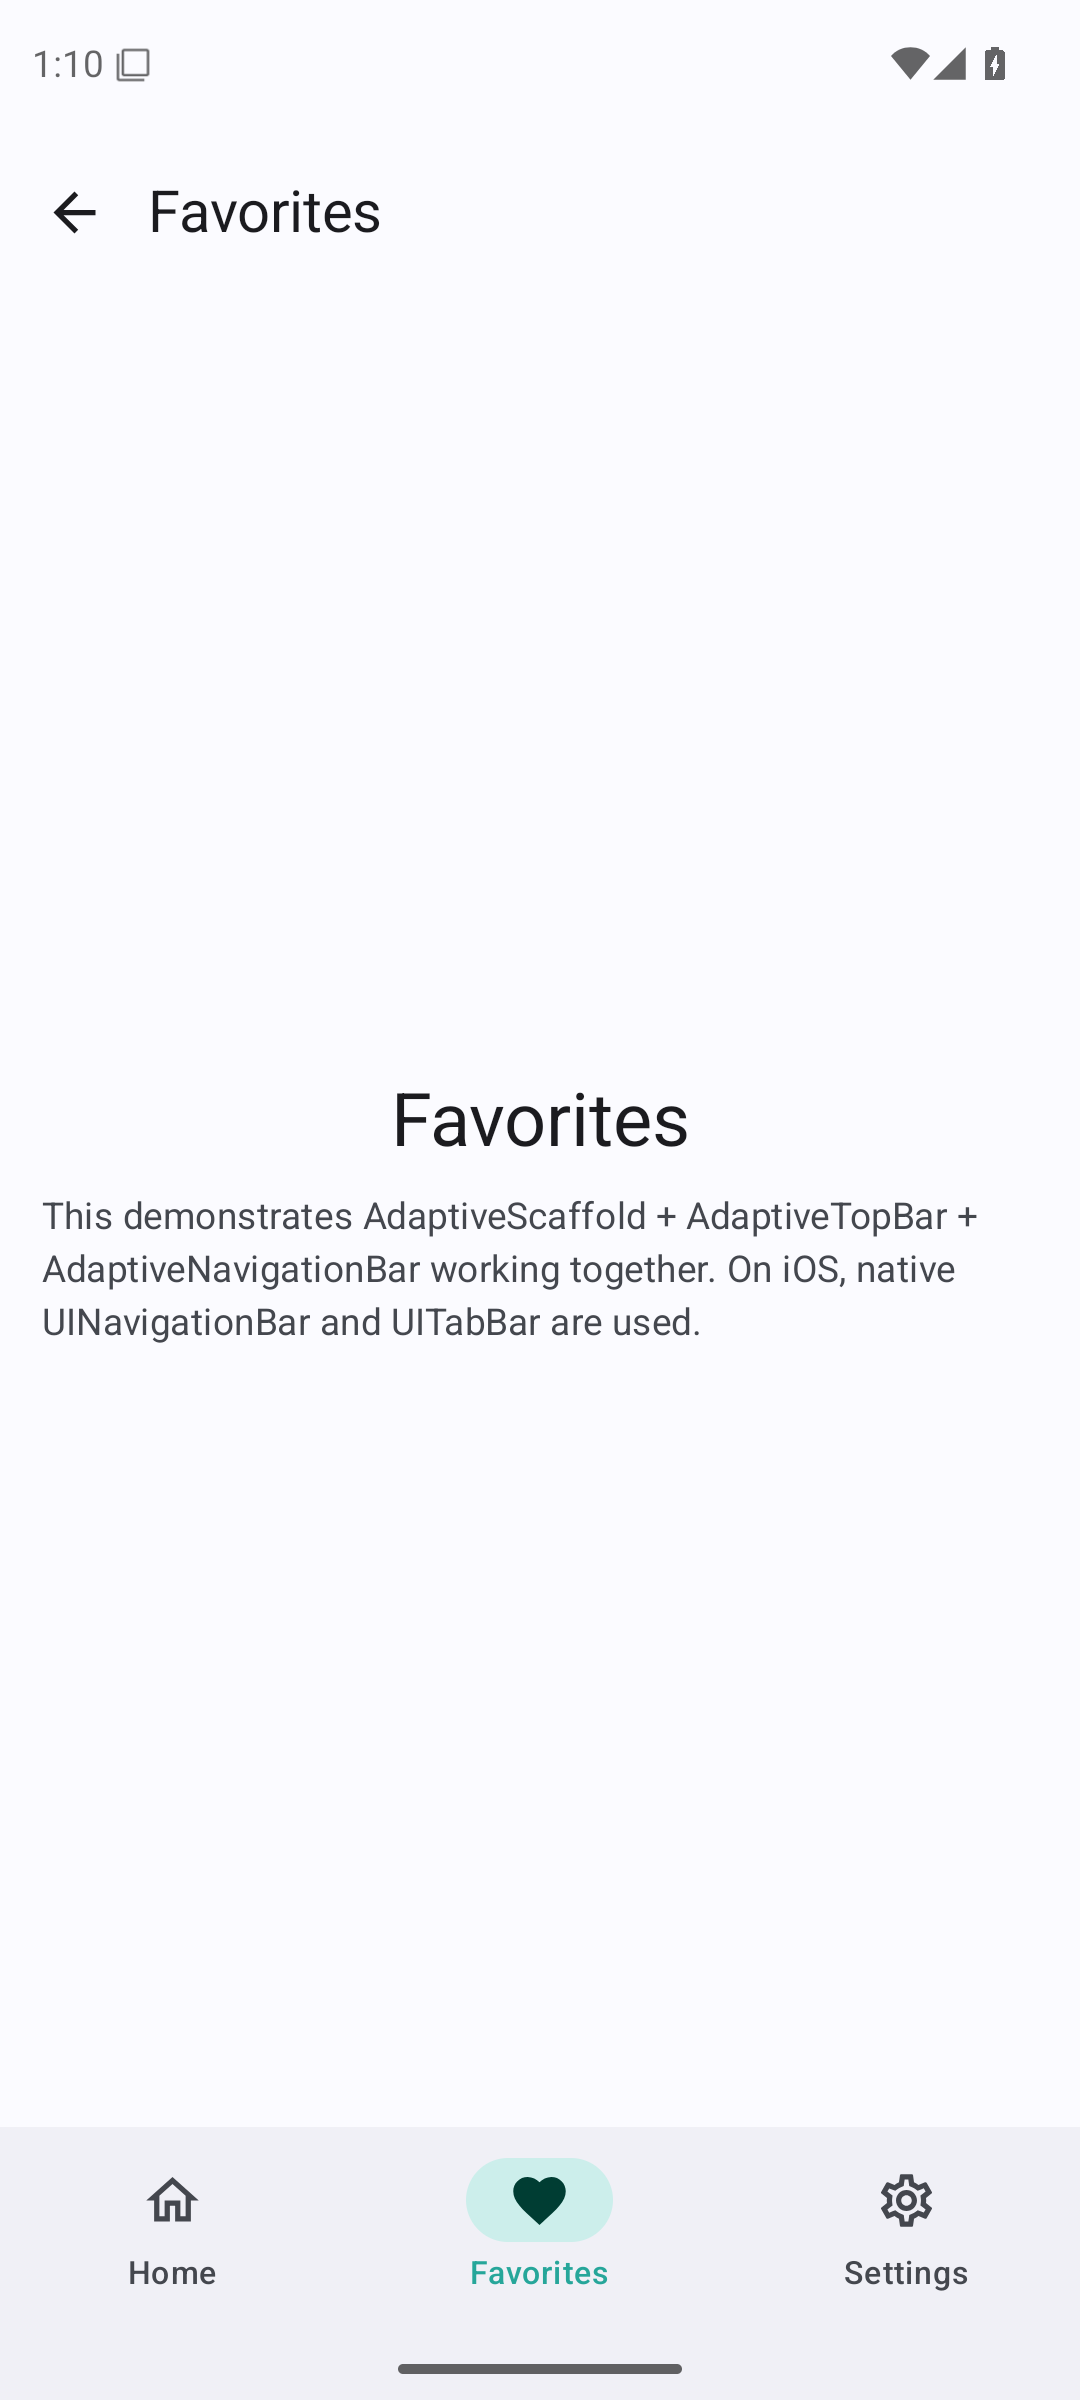 1:10
Favorites
Favorites
This demonstrates AdaptiveScaffold + AdaptiveTopBar +
AdaptiveNavigationBar working together. On iOS, native
UINavigationBar and UITabBar are used.
Home
Favorites
Settings